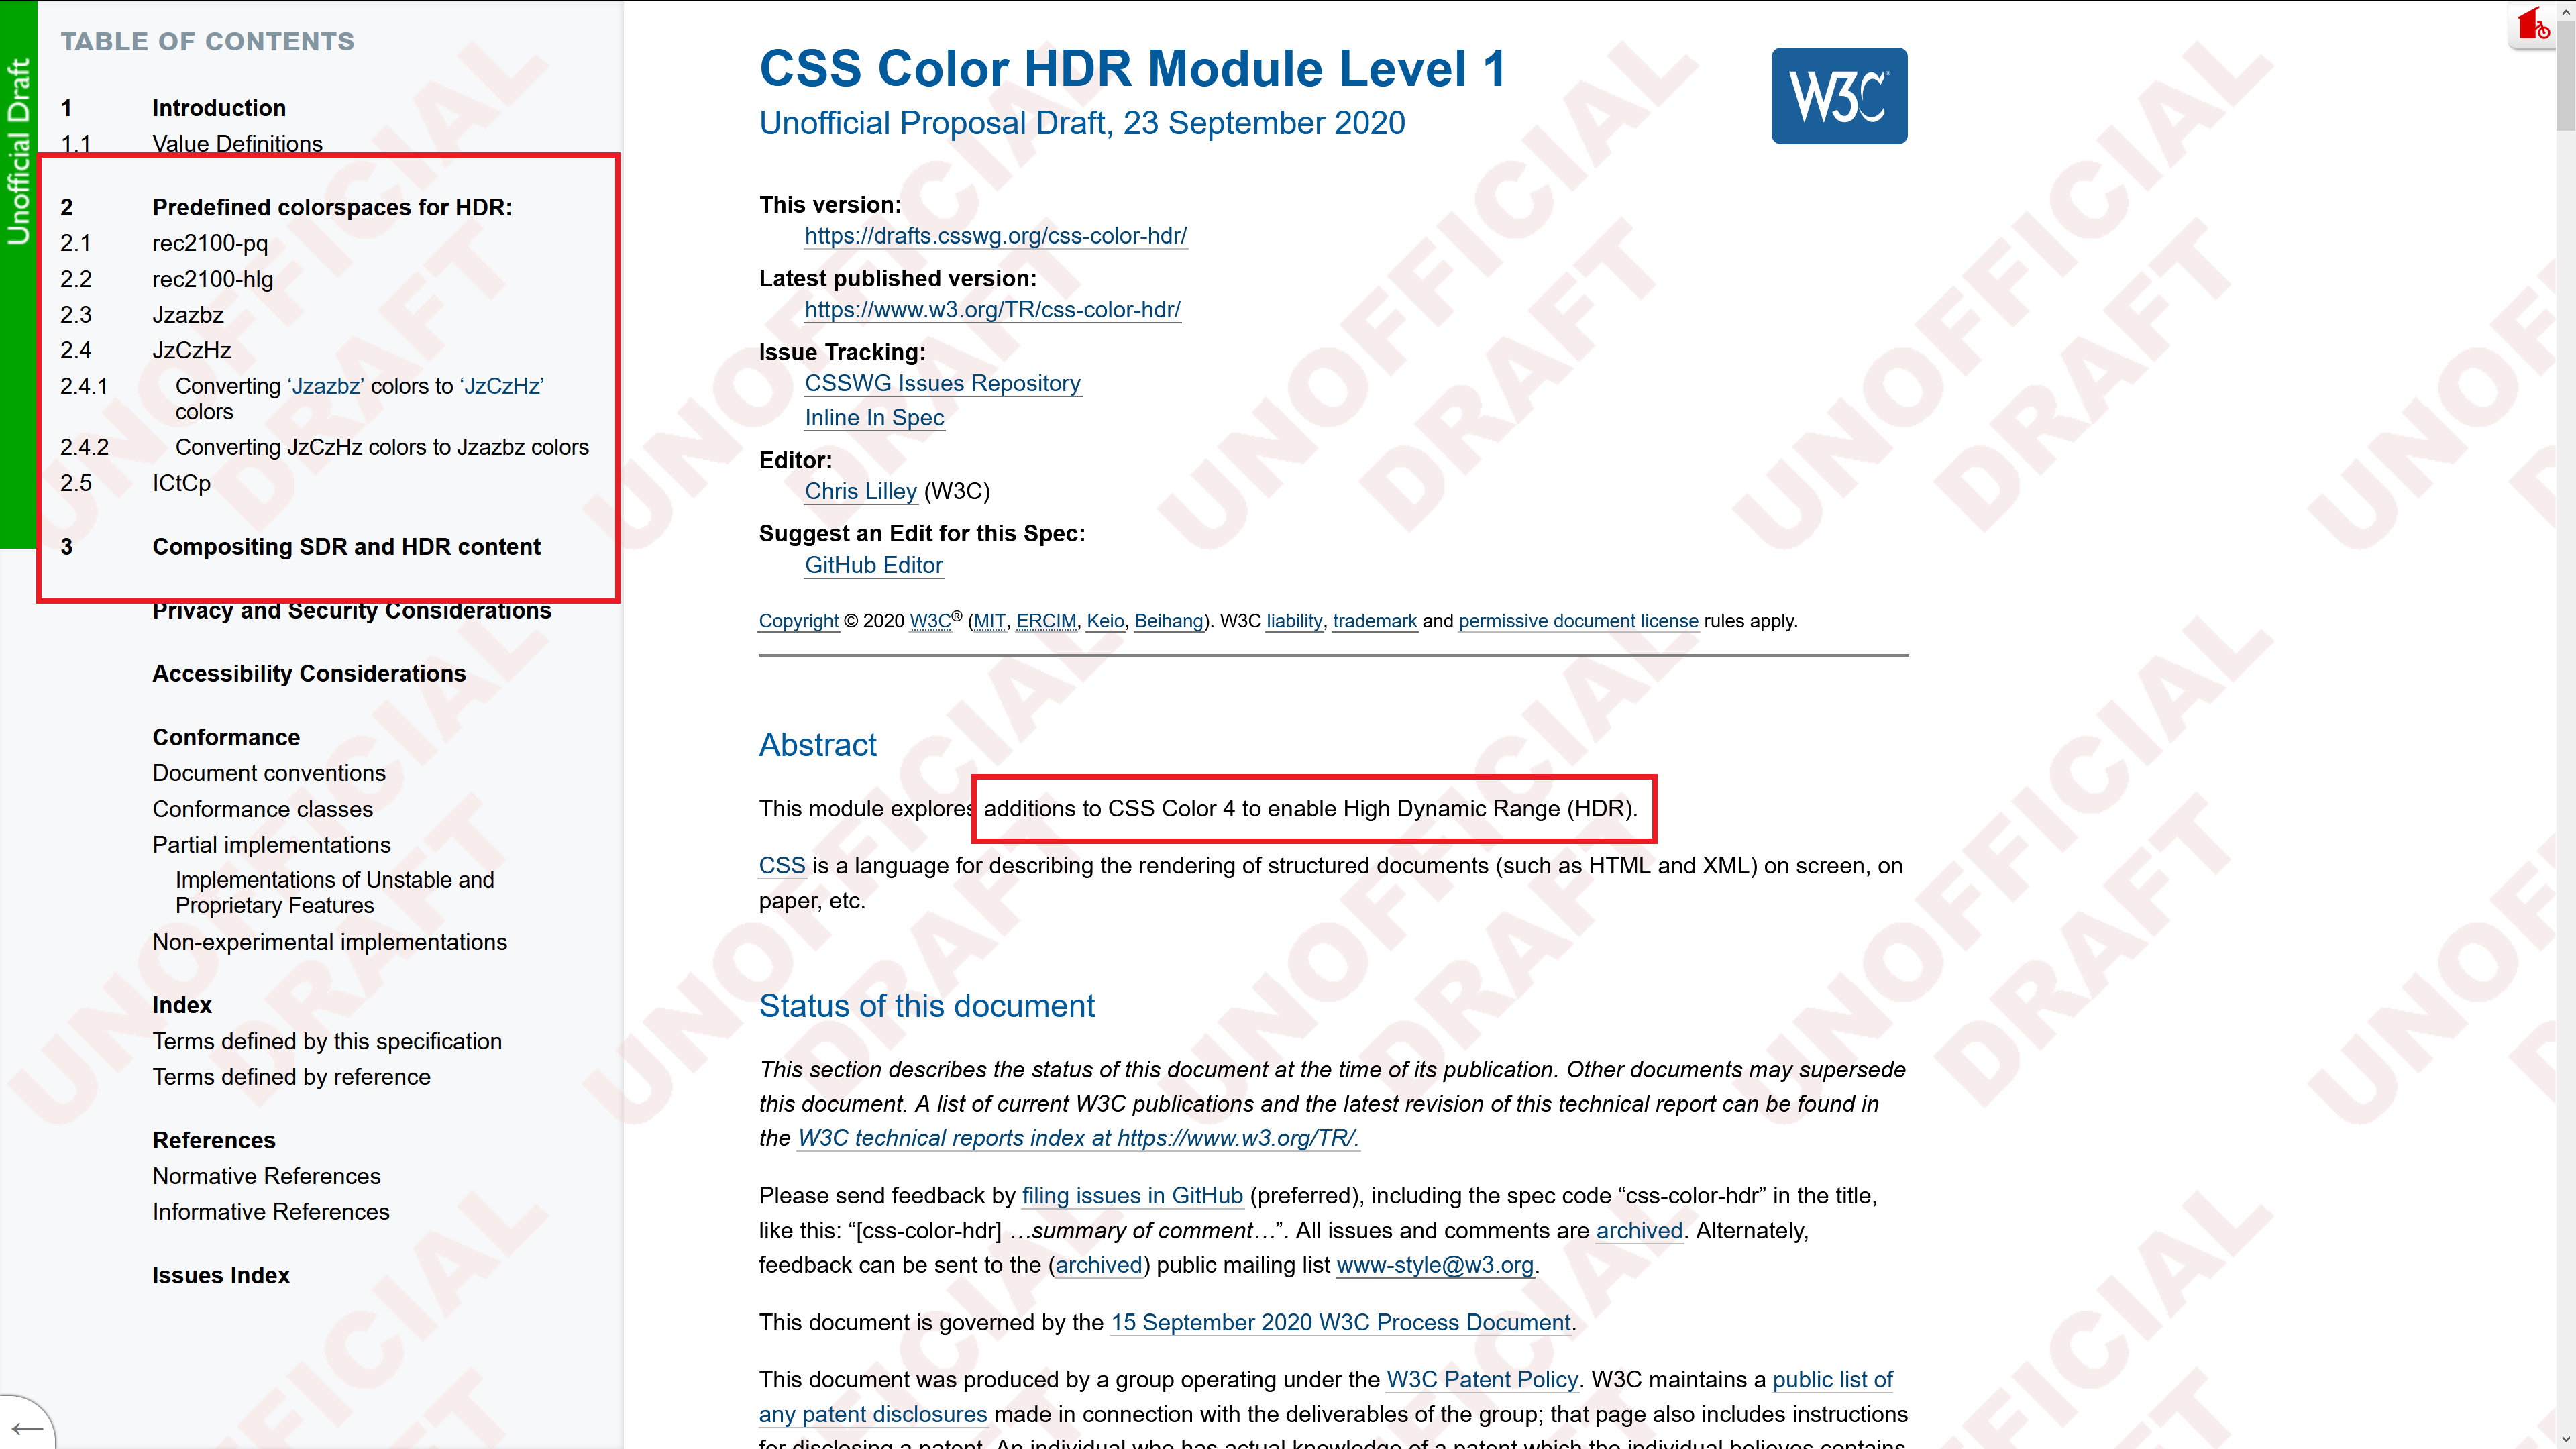 Unofficial Draft
TABLE OF CONTENTS
1 Introduction
1.1 Value Definitions
2 Predefined colorspaces for HDR:
2.1 rec2100-pq
2.2 rec2100-hlg
2.3 Jzazbz
2.4 JzCzHz
2.4.1 Converting ‘Jzazbz’ colors to ‘JzCzHz’
colors
2.4.2 Converting JzCzHz colors to Jzazbz colors
2.5 ICtCp
3 Compositing SDR and HDR content
Privacy and Security Considerations
Accessibility Considerations
Conformance
Document conventions
Conformance classes
Partial implementations
Implementations of Unstable and
Proprietary Features
Non-experimental implementations
Index
Terms defined by this specification
Terms defined by reference
References
Normative References
Informative References
Issues Index
CSS Color HDR Module Level 1
Unofficial Proposal Draft, 23 September 2020
W3C®
This version:
https://drafts.csswg.org/css-color-hdr/
Latest published version:
https://www.w3.org/TR/css-color-hdr/
Issue Tracking:
CSSWG Issues Repository
Inline In Spec
Editor:
Chris Lilley (W3C)
Suggest an Edit for this Spec:
GitHub Editor
Copyright © 2020 W3C® (MIT, ERCIM, Keio, Beihang). W3C liability, trademark and permissive document license rules apply.
Abstract
This module explores additions to CSS Color 4 to enable High Dynamic Range (HDR).
CSS is a language for describing the rendering of structured documents (such as HTML and XML) on screen, on
paper, etc.
Status of this document
This section describes the status of this document at the time of its publication. Other documents may supersede
this document. A list of current W3C publications and the latest revision of this technical report can be found in
the W3C technical reports index at https://www.w3.org/TR/.
Please send feedback by filing issues in GitHub (preferred), including the spec code “css-color-hdr” in the title,
like this: “[css-color-hdr] …summary of comment…”. All issues and comments are archived. Alternately,
feedback can be sent to the (archived) public mailing list www-style@w3.org.
This document is governed by the 15 September 2020 W3C Process Document.
This document was produced by a group operating under the W3C Patent Policy. W3C maintains a public list of
any patent disclosures made in connection with the deliverables of the group; that page also includes instructions
for disclosing a patent. An individual who has actual knowledge of a patent which the individual believes contains
UNOFFICIAL
DRAFT